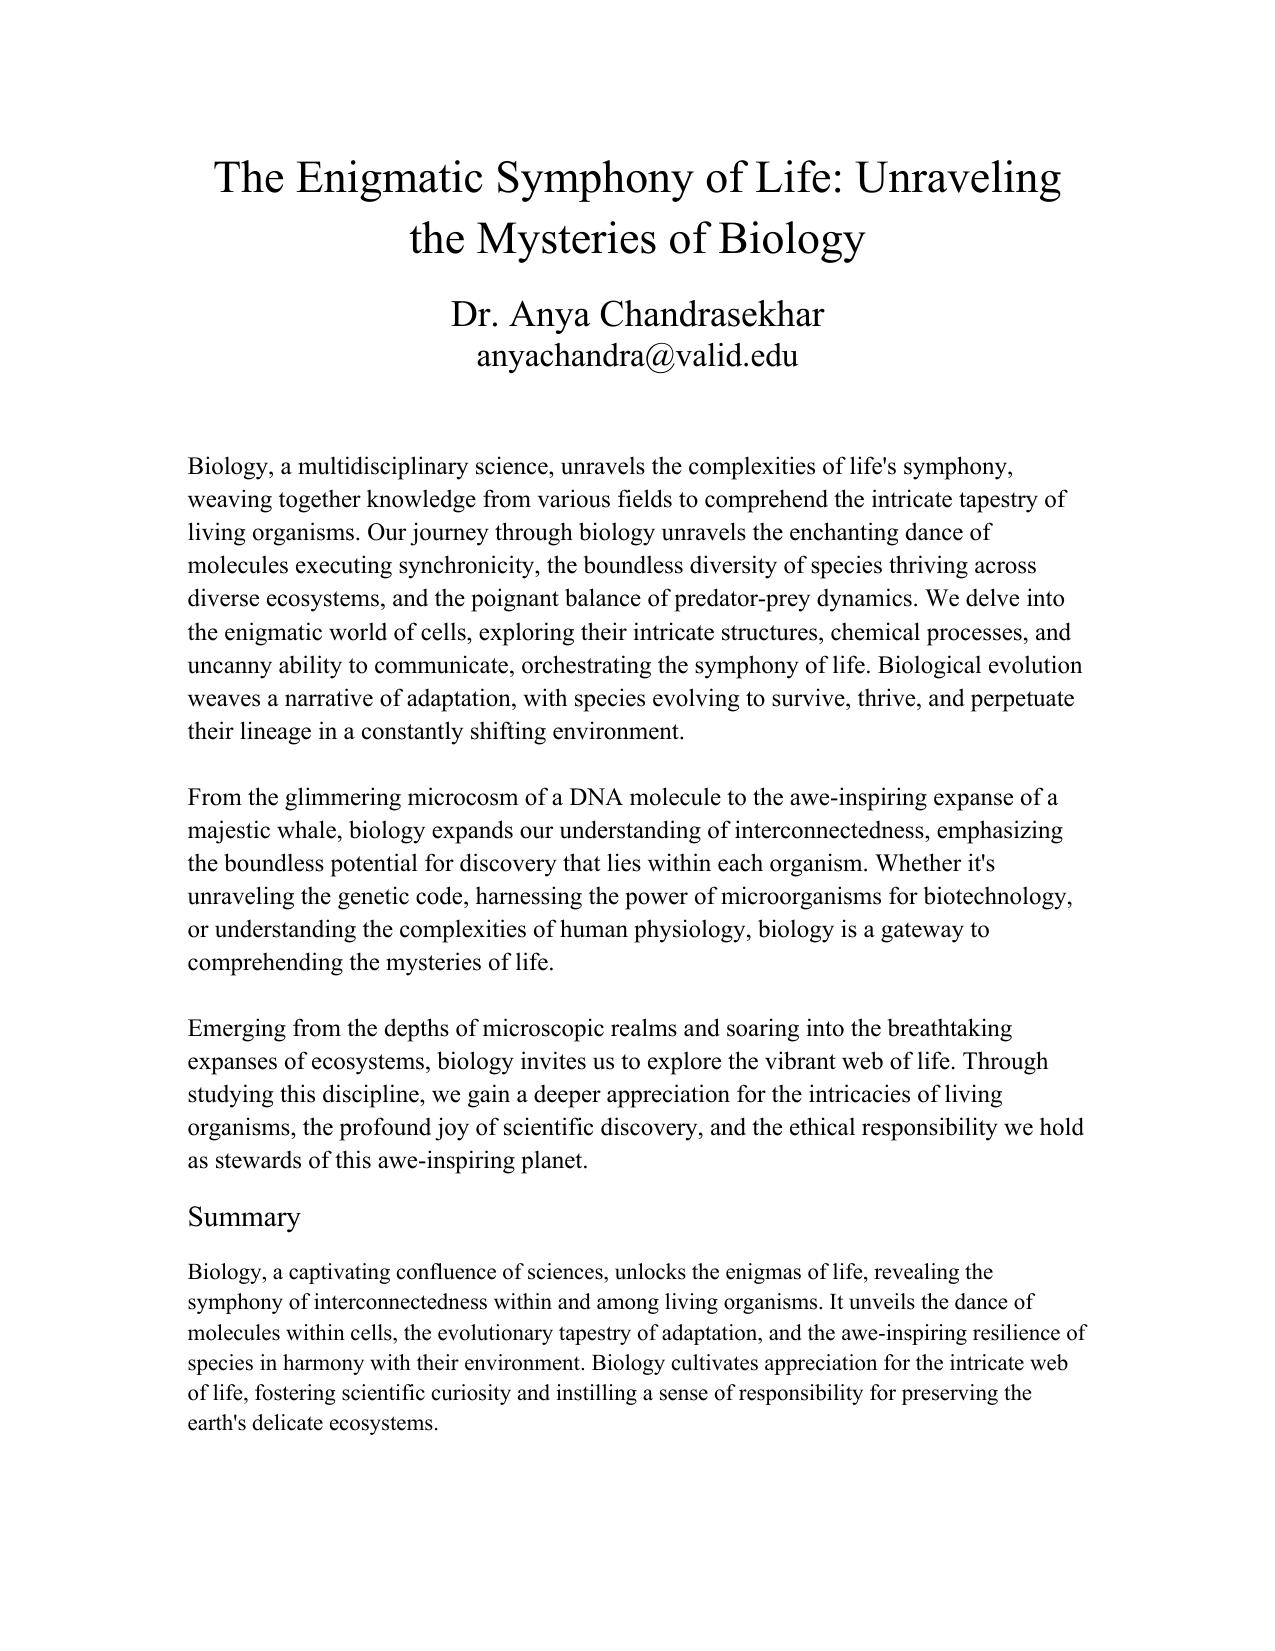 The Enigmatic Symphony of Life: Unraveling
the Mysteries of Biology
Dr. Anya Chandrasekhar
anyachandra@valid.edu
Biology, a multidisciplinary science, unravels the complexities of life's symphony,
weaving together knowledge from various fields to comprehend the intricate tapestry of
living organisms. Our journey through biology unravels the enchanting dance of
molecules executing synchronicity, the boundless diversity of species thriving across
diverse ecosystems, and the poignant balance of predator-prey dynamics. We delve into
the enigmatic world of cells, exploring their intricate structures, chemical processes, and
uncanny ability to communicate, orchestrating the symphony of life. Biological evolution
weaves a narrative of adaptation, with species evolving to survive, thrive, and perpetuate
their lineage in a constantly shifting environment.
From the glimmering microcosm of a DNA molecule to the awe-inspiring expanse of a
majestic whale, biology expands our understanding of interconnectedness, emphasizing
the boundless potential for discovery that lies within each organism. Whether it's
unraveling the genetic code, harnessing the power of microorganisms for biotechnology,
or understanding the complexities of human physiology, biology is a gateway to
comprehending the mysteries of life.
Emerging from the depths of microscopic realms and soaring into the breathtaking
expanses of ecosystems, biology invites us to explore the vibrant web of life. Through
studying this discipline, we gain a deeper appreciation for the intricacies of living
organisms, the profound joy of scientific discovery, and the ethical responsibility we hold
as stewards of this awe-inspiring planet.
Summary
Biology, a captivating confluence of sciences, unlocks the enigmas of life, revealing the
symphony of interconnectedness within and among living organisms. It unveils the dance of
molecules within cells, the evolutionary tapestry of adaptation, and the awe-inspiring resilience of
species in harmony with their environment. Biology cultivates appreciation for the intricate web
of life, fostering scientific curiosity and instilling a sense of responsibility for preserving the
earth's delicate ecosystems.